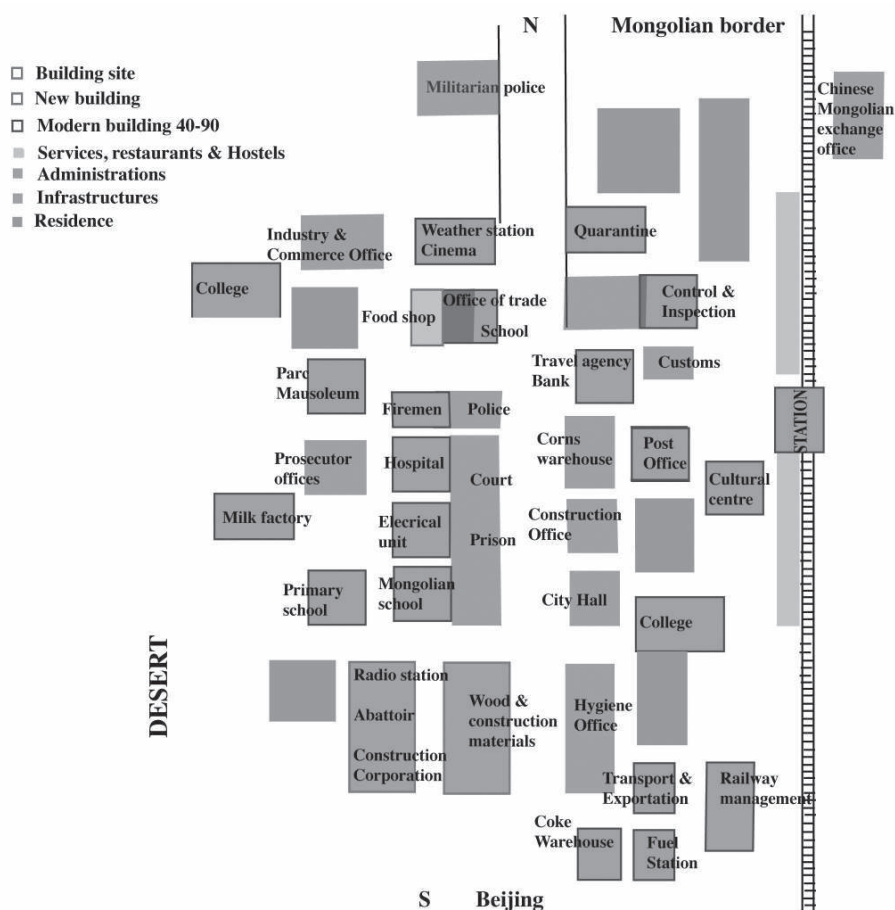 N
Mongolian border
Building site
New building
Modern building 40-90
Services, restaurants & Hostels
Administrations
Infrastructures
Residence
Militarian police
Chinese
Mongolian
exchange
office
Industry &
Commerce Office
Weather station
Cinema
Quarantine
College
Food shop
Office of trade
School
Control &
Inspection
Parc
Mausoleum
Travel agency
Bank
Customs
Firemen
Police
STATION
Prosecutor
offices
Hospital
Court
Corns
warehouse
Post
Office
Cultural
centre
Milk factory
Elecrical
unit
Prison
Construction
Office
Primary
school
Mongolian
school
City Hall
College
DESERT
Radio station
Abattoir
Construction
Corporation
Wood &
construction
materials
Hygiene
Office
Transport &
Exportation
Railway
management
Coke
Warehouse
Fuel
Station
S
Beijing